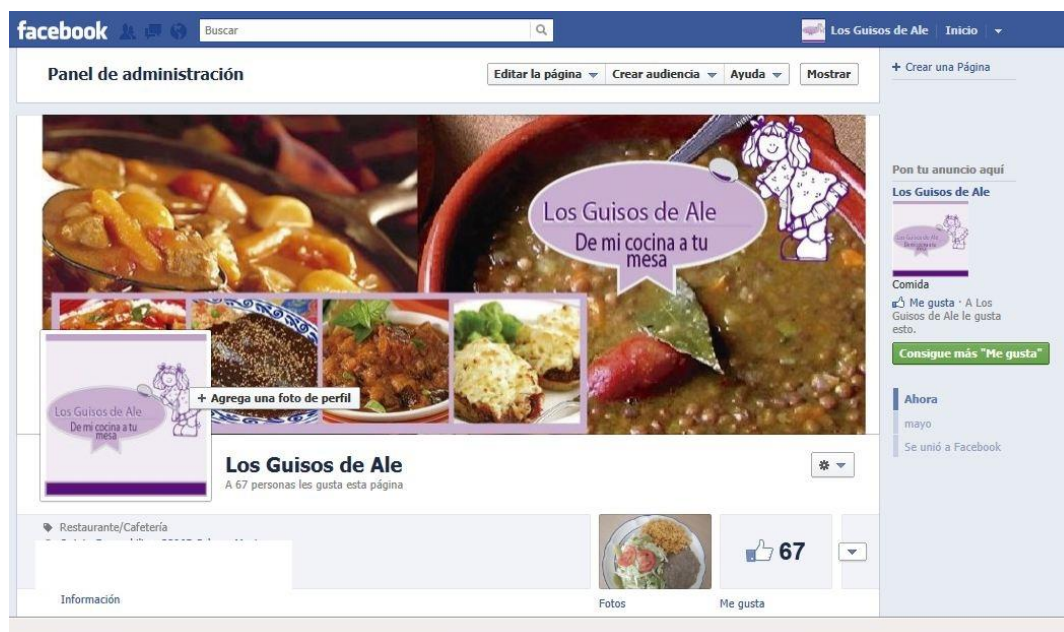 facebook
Buscar
Los Guisos de Ale
Inicio
Panel de administración
Editar la página
Crear audiencia
Ayuda
Mostrar
+ Crear una Página
Los Guisos de Ale
De mi cocina a tu
mesa
+ Agrega una foto de perfil
Los Guisos de Ale
De mi cocina a tu
mesa
Los Guisos de Ale
A 67 personas les gusta esta página
Restaurante/Cafetería
Información
Fotos
67
Me gusta
Pon tu anuncio aquí
Los Guisos de Ale
Comida
Me gusta · A Los
Guisos de Ale le gusta
esto.
Consigue más "Me gusta"
Ahora
mayo
Se unió a Facebook